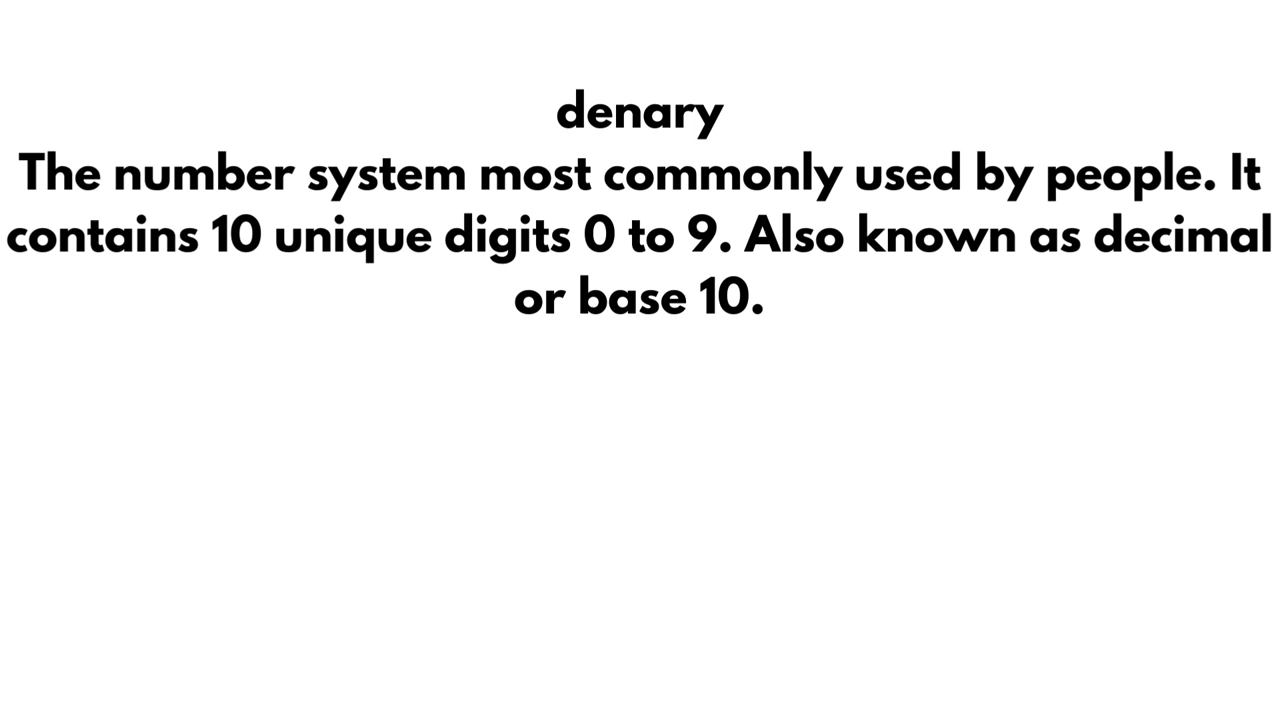 denary
The number system most commonly used by people. It
contains 10 unique digits 0 to 9. Also known as decimal
or base 10.